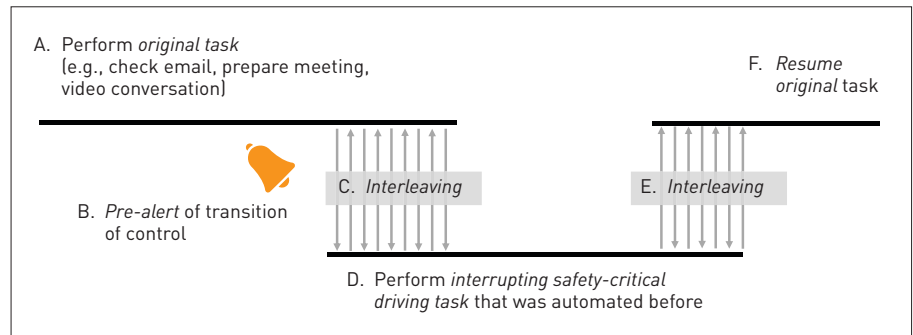 A. Perform original task
(e.g., check email, prepare meeting,
video conversation)
F. Resume
original task
C. Interleaving
E. Interleaving
B. Pre-alert of transition
of control
D. Perform interrupting safety-critical
driving task that was automated before